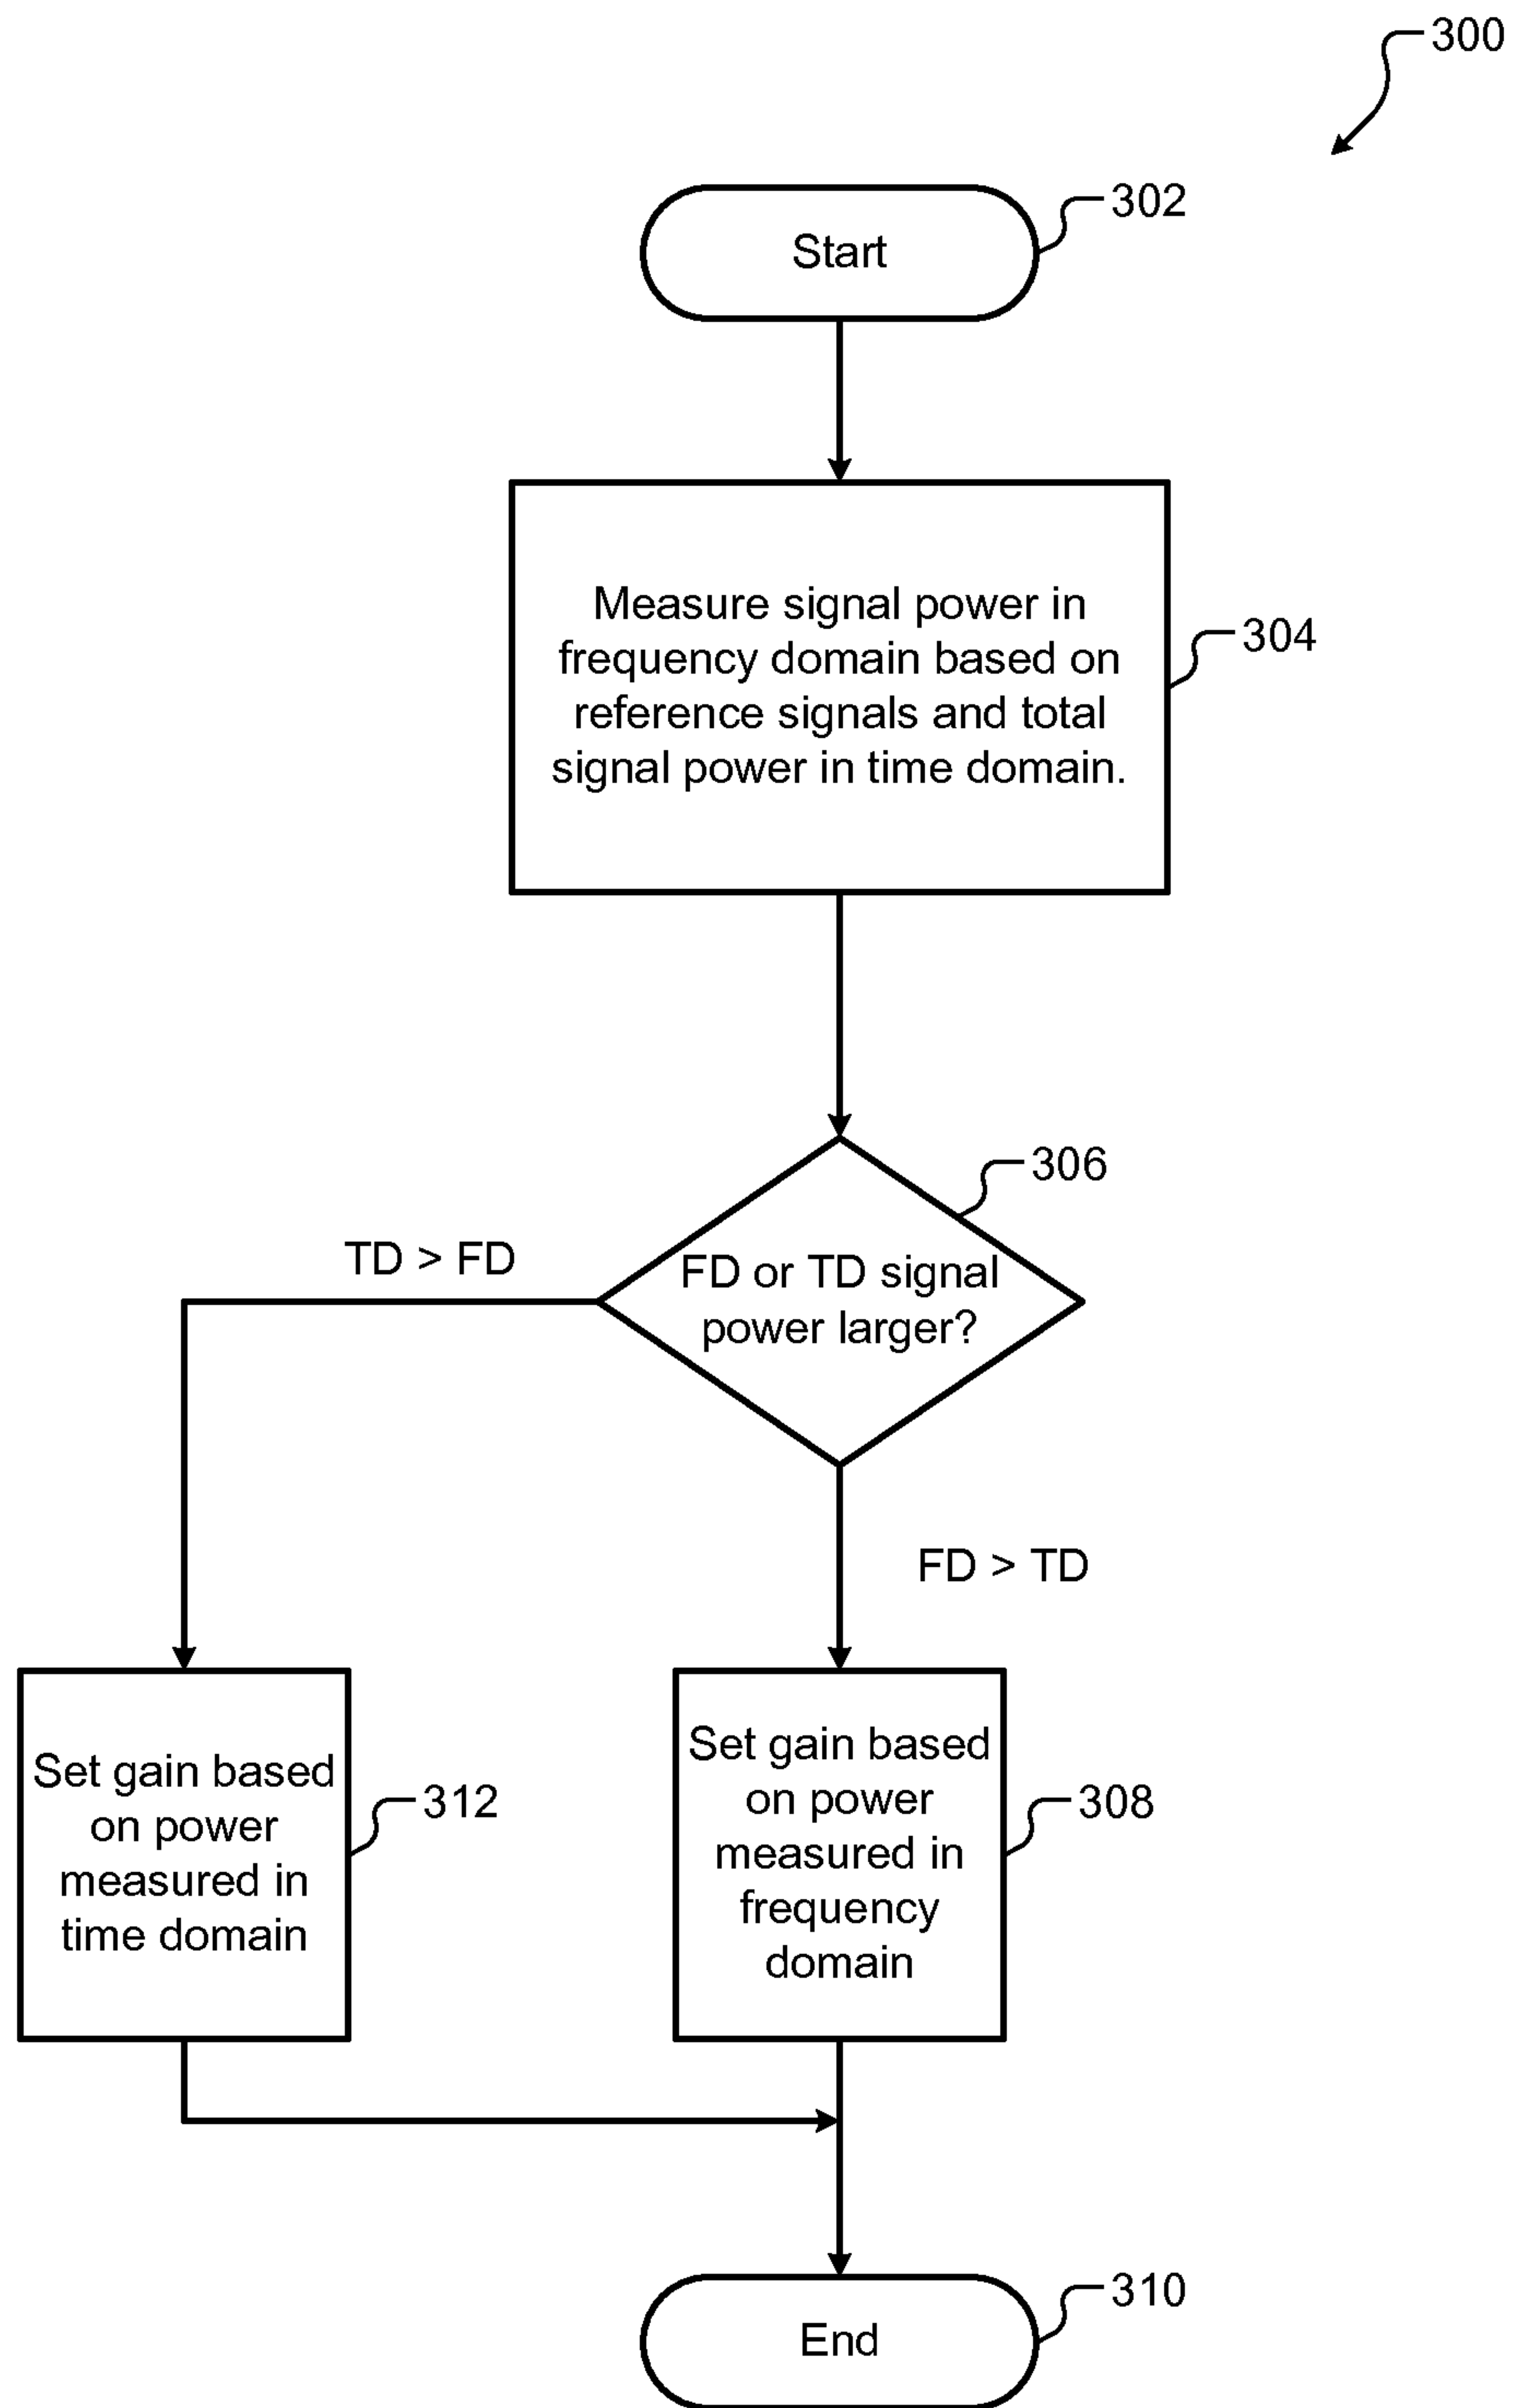 300
302
Start
Measure signal power in
frequency domain based on
reference signals and total
signal power in time domain.
304
306
TD > FD
FD or TD signal
power larger?
FD > TD
Set gain based
on power
measured in
time domain
312
Set gain based
on power
measured in
frequency
domain
308
310
End